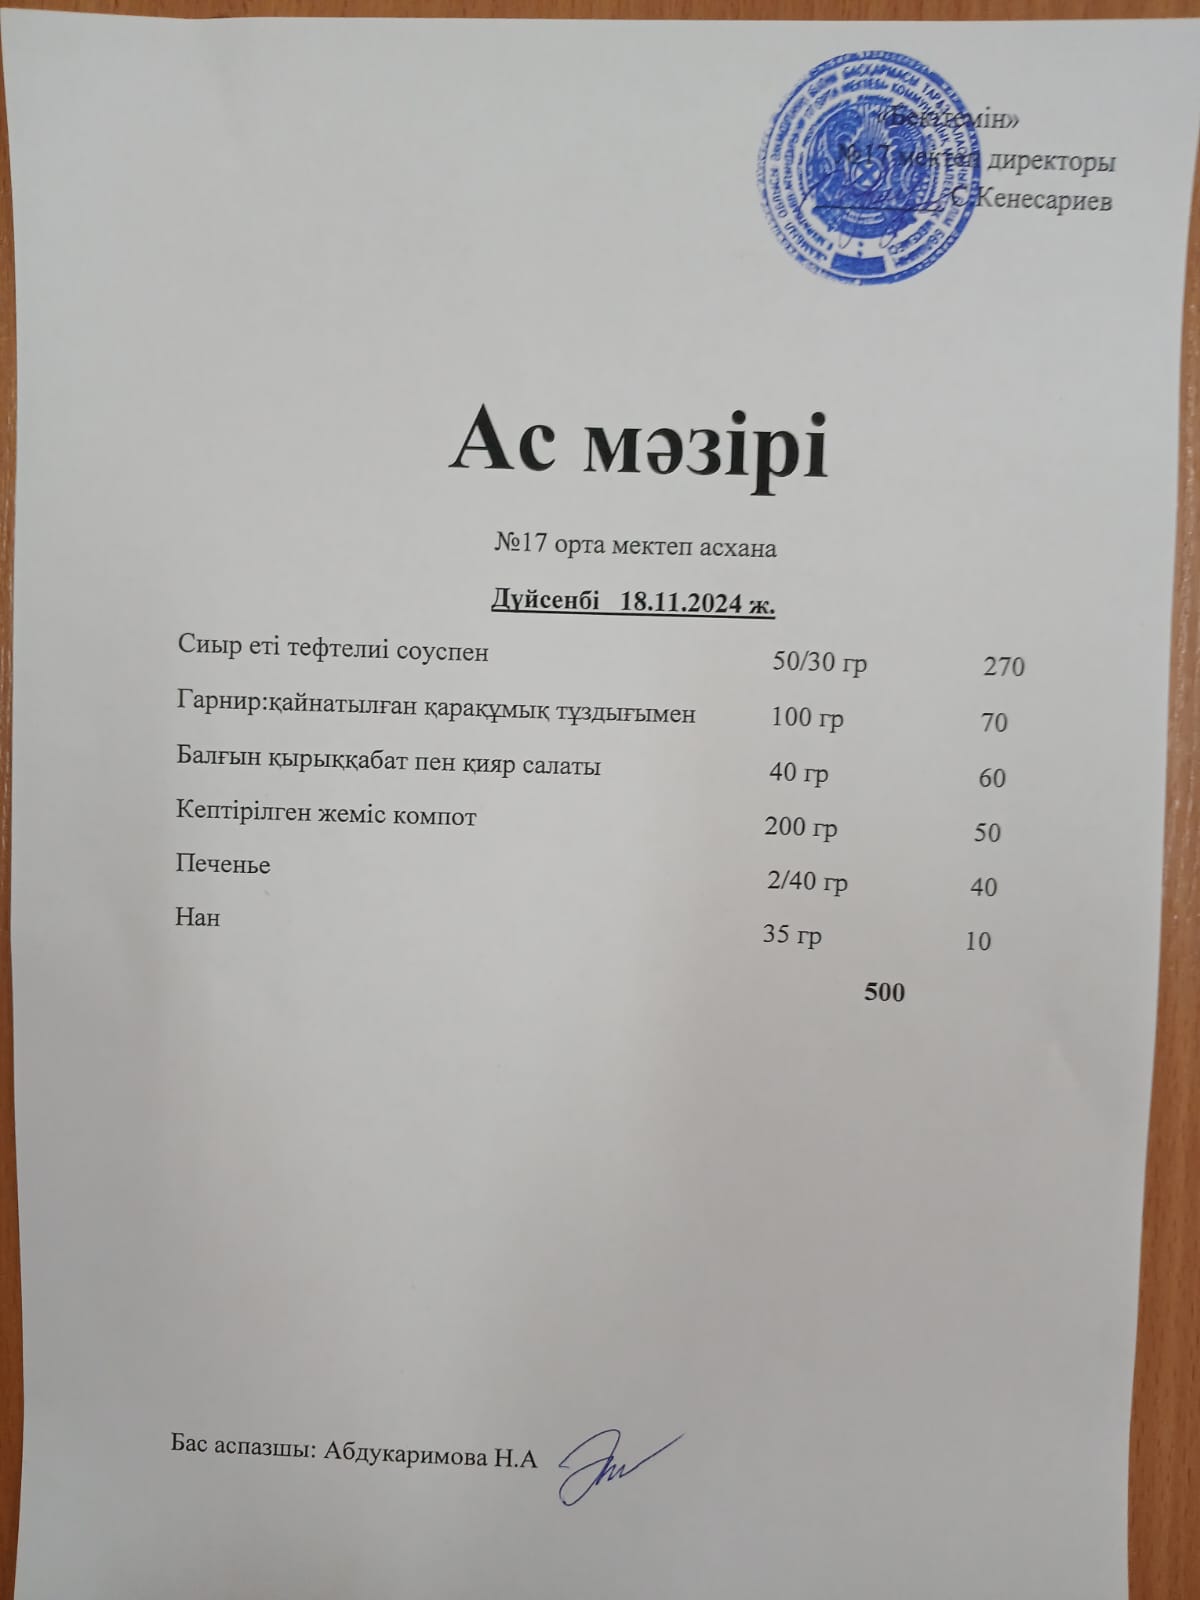 «Бекітемін»
№17 мектеп директоры
С.Кенесариев
Ас мәзірі
№17 орта мектеп асхана
Дүйсенбі 18.11.2024 ж.
Сиыр еті тефтелиі соуспен 50/30 гр 270
Гарнир:қайнатылған қарақұмық тұздығымен 100 гр 70
Балғын қырыққабат пен қияр салаты 40 гр 60
Кептірілген жеміс компот 200 гр 50
Печенье 2/40 гр 40
Нан 35 гр 10
500
Бас аспазшы: Абдукаримова Н.А